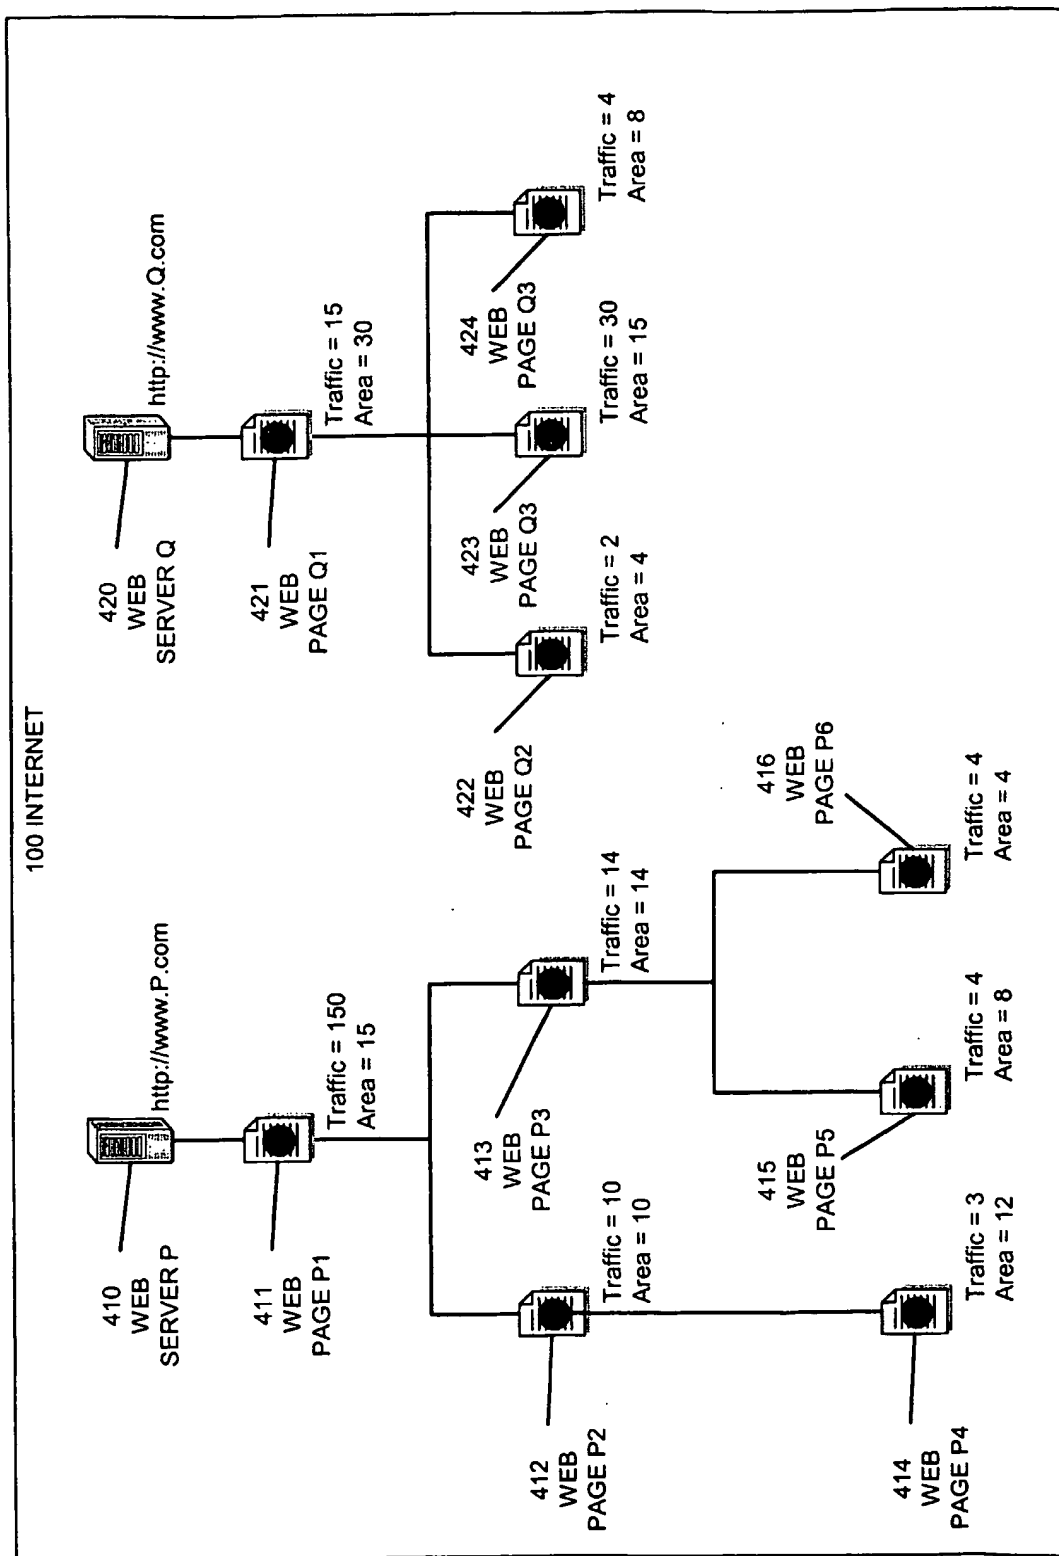 100 INTERNET
410
WEB
SERVER P
http://www.P.com
411
WEB
PAGE P1
Traffic = 150
Area = 15
412
WEB
PAGE P2
Traffic = 10
Area = 10
413
WEB
PAGE P3
Traffic = 14
Area = 14
414
WEB
PAGE P4
Traffic = 3
Area = 12
415
WEB
PAGE P5
Traffic = 4
Area = 8
416
WEB
PAGE P6
Traffic = 4
Area = 4
420
WEB
SERVER Q
http://www.Q.com
421
WEB
PAGE Q1
Traffic = 15
Area = 30
422
WEB
PAGE Q2
Traffic = 2
Area = 4
423
WEB
PAGE Q3
Traffic = 30
Area = 15
424
WEB
PAGE Q3
Traffic = 4
Area = 8